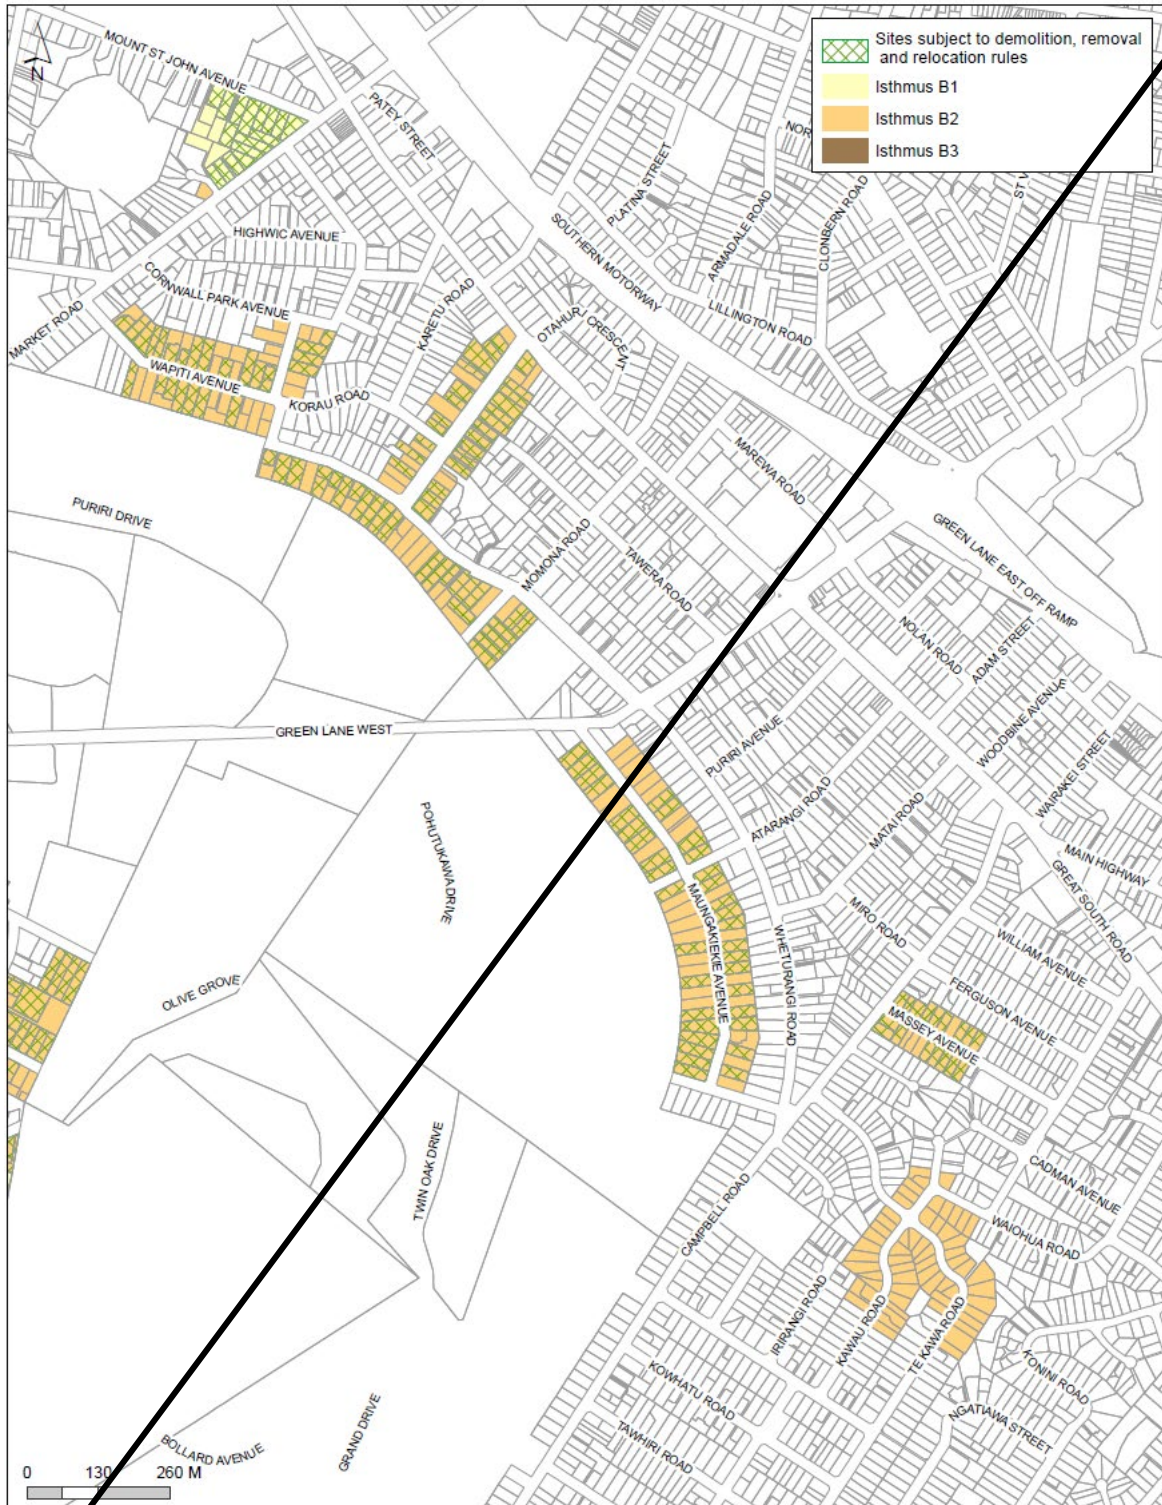 Sites subject to demolition, removal
and relocation rules
Isthmus B1
Isthmus B2
Isthmus B3
N
MOUNT ST JOHN AVENUE
PATEY STREET
NOR
PLATINA STREET
ARMADALE ROAD
CLONBERN ROAD
ST V
SOUTHERN MOTORWAY
HIGHWIC AVENUE
CORNWALL PARK AVENUE
MARKET ROAD
KARETU ROAD
OTAHURI CRESCENT
LILLINGTON ROAD
WAPITI AVENUE
KORAU ROAD
MAREWA ROAD
PURIRI DRIVE
MOMONA ROAD
TAWERA ROAD
GREEN LANE EAST OFF RAMP
NOLAN ROAD
ADAM STREET
WOODBINE AVENUE
GREEN LANE WEST
PURIRI AVENUE
WAIRAKEI STREET
POHUTUKAWA DRIVE
ATARANGI ROAD
MATAI ROAD
MAIN HIGHWAY
GREAT SOUTH ROAD
MAUNGAKIEKIE AVENUE
MIRO ROAD
WHETURANGI ROAD
WILLIAM AVENUE
FERGUSON AVENUE
OLIVE GROVE
MASSEY AVENUE
TWIN OAK DRIVE
CADMAN AVENUE
CAMPBELL ROAD
WAIOHUA ROAD
IRIRANGI ROAD
KAWAU ROAD
TE KAWA ROAD
KONINI ROAD
KOWHATU ROAD
NGATIAWA STREET
TAWHIRI ROAD
GRAND DRIVE
BOLLARD AVENUE
0 130 260 M